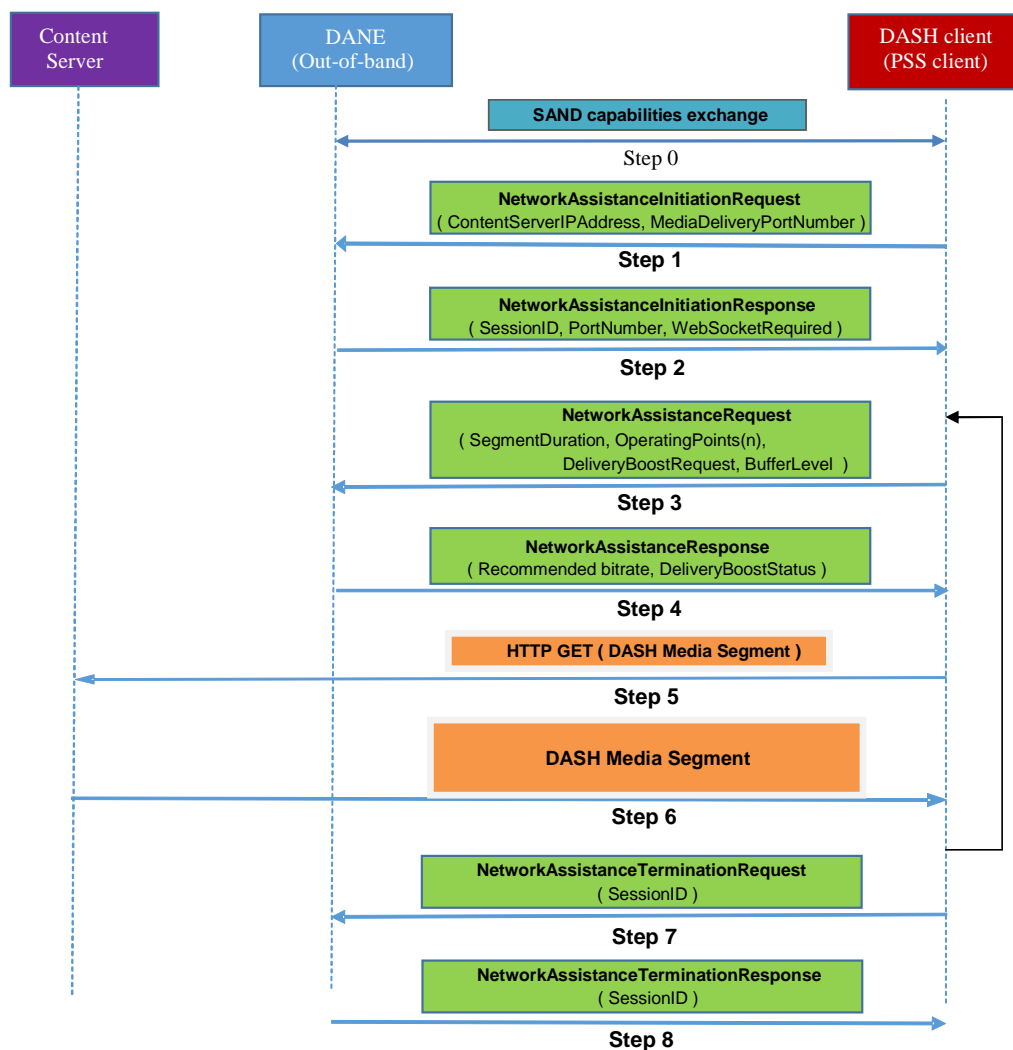 Content
Server
DANE
(Out-of-band)
DASH client
(PSS client)
SAND capabilities exchange
Step 0
NetworkAssistanceInitiationRequest
( ContentServerIPAddress, MediaDeliveryPortNumber )
Step 1
NetworkAssistanceInitiationResponse
( SessionID, PortNumber, WebSocketRequired )
Step 2
NetworkAssistanceRequest
( SegmentDuration, OperatingPoints(n),
DeliveryBoostRequest, BufferLevel )
Step 3
NetworkAssistanceResponse
( Recommended bitrate, DeliveryBoostStatus )
Step 4
HTTP GET ( DASH Media Segment )
Step 5
DASH Media Segment
Step 6
NetworkAssistanceTerminationRequest
( SessionID )
Step 7
NetworkAssistanceTerminationResponse
( SessionID )
Step 8